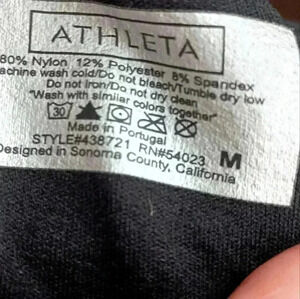 ATHLETA
80% Nylon 12% Polyester 8% Spandex
achine wash cold/Do not bleach/Tumble dry low
Do not iron/Do not dry clean
"Wash with similar colors together"
30
Made in Portugal
STYLE#438721 RN#54023 M
Designed in Sonoma County, California